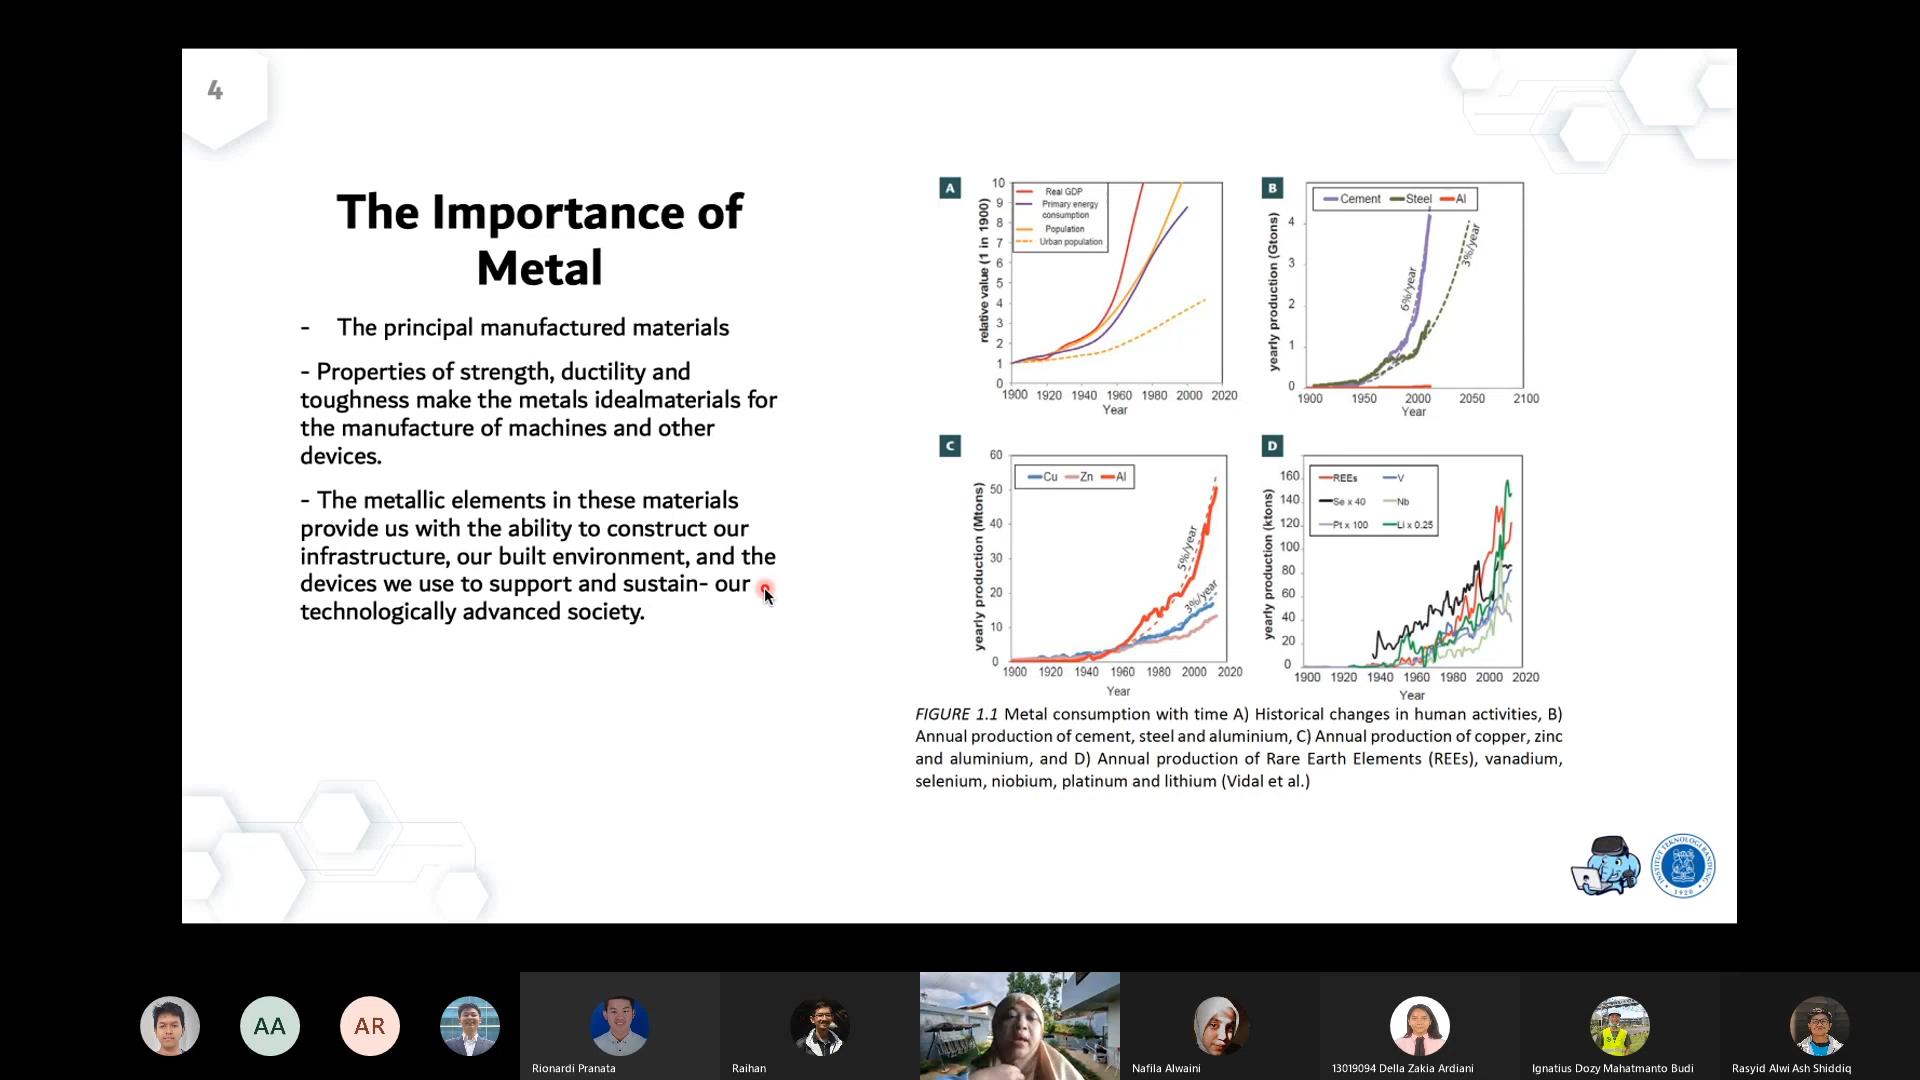 4
The Importance of
Metal
- The principal manufactured materials
- Properties of strength, ductility and
toughness make the metals idealmaterials for
the manufacture of machines and other
devices.
- The metallic elements in these materials
provide us with the ability to construct our
infrastructure, our built environment, and the
devices we use to support and sustain- our
technologically advanced society.
A
relative value (1 in 1900)
10
9
8
7
6
5
4
3
2
1
0
Real GDP
Primary energy
consumption
Population
Urban population
1900 1920 1940 1960 1980 2000 2020
Year
B
yearly production (Gtons)
4
3
2
1
0
Cement Steel Al
6%/year
3%/year
1900 1950 2000 2050 2100
Year
C
yearly production (Mtons)
60
50
40
30
20
10
0
Cu Zn Al
5%/year
3%/year
1900 1920 1940 1960 1980 2000 2020
Year
D
yearly production (ktons)
160
140
120
100
80
60
40
20
0
REEs V
Se x 40 Nb
Pt x 100 Li x 0.25
1900 1920 1940 1960 1980 2000 2020
Year
FIGURE 1.1 Metal consumption with time A) Historical changes in human activities, B)
Annual production of cement, steel and aluminium, C) Annual production of copper, zinc
and aluminium, and D) Annual production of Rare Earth Elements (REEs), vanadium,
selenium, niobium, platinum and lithium (Vidal et al.)
INSTITUT TEKNOLOGI BANDUNG
1920
AA
AR
Rionardi Pranata
Raihan
Nafila Alwaini
13019094 Della Zakia Ardiani
Ignatius Dozy Mahatmanto Budi
Rasyid Alwi Ash Shiddiq